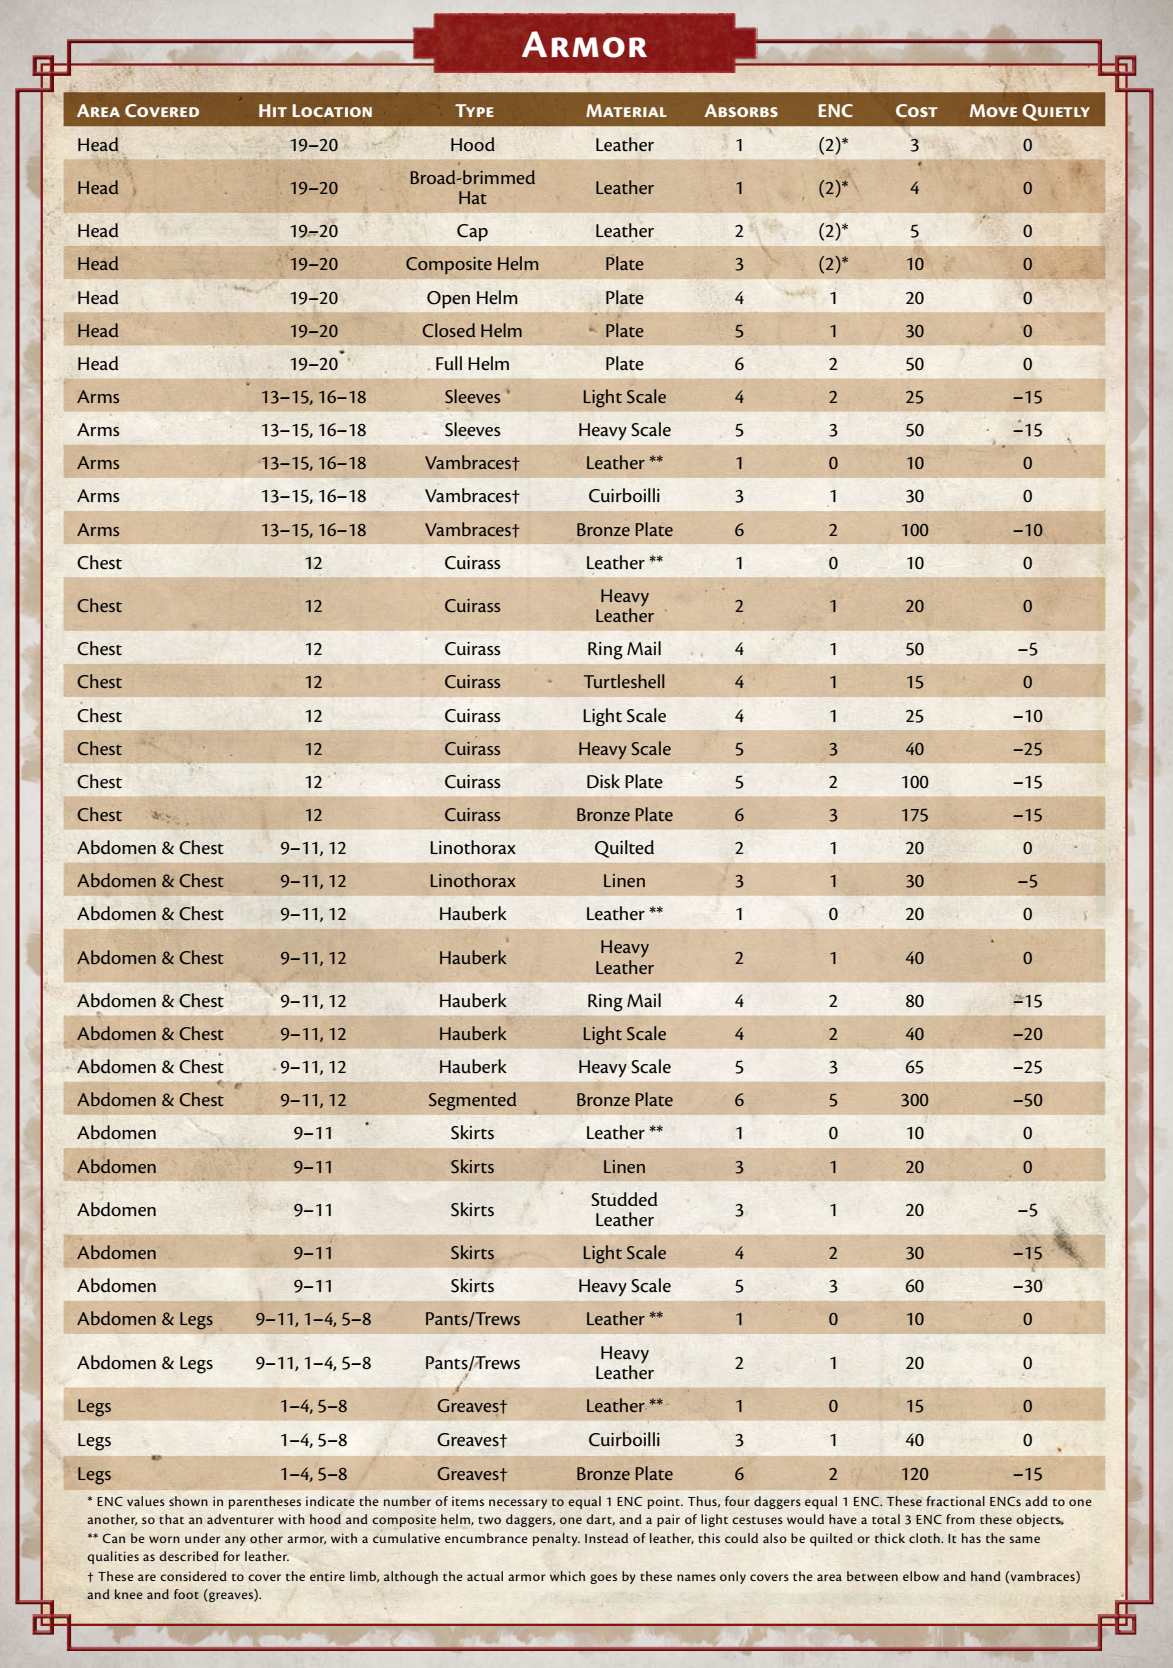 Armor
Area Covered Hit Location Type Material Absorbs ENC Cost Move Quietly
Head 19–20 Hood Leather 1 (2)* 3 0
Head 19–20 Broad-brimmed Hat Leather 1 (2)* 4 0
Head 19–20 Cap Leather 2 (2)* 5 0
Head 19–20 Composite Helm Plate 3 (2)* 10 0
Head 19–20 Open Helm Plate 4 1 20 0
Head 19–20 Closed Helm Plate 5 1 30 0
Head 19–20 Full Helm Plate 6 2 50 0
Arms 13–15, 16–18 Sleeves Light Scale 4 2 25 –15
Arms 13–15, 16–18 Sleeves Heavy Scale 5 3 50 –15
Arms 13–15, 16–18 Vambraces† Leather ** 1 0 10 0
Arms 13–15, 16–18 Vambraces† Cuirboilli 3 1 30 0
Arms 13–15, 16–18 Vambraces† Bronze Plate 6 2 100 –10
Chest 12 Cuirass Leather ** 1 0 10 0
Chest 12 Cuirass Heavy Leather 2 1 20 0
Chest 12 Cuirass Ring Mail 4 1 50 –5
Chest 12 Cuirass Turtleshell 4 1 15 0
Chest 12 Cuirass Light Scale 4 1 25 –10
Chest 12 Cuirass Heavy Scale 5 3 40 –25
Chest 12 Cuirass Disk Plate 5 2 100 –15
Chest 12 Cuirass Bronze Plate 6 3 175 –15
Abdomen & Chest 9–11, 12 Linothorax Quilted 2 1 20 0
Abdomen & Chest 9–11, 12 Linothorax Linen 3 1 30 –5
Abdomen & Chest 9–11, 12 Hauberk Leather ** 1 0 20 0
Abdomen & Chest 9–11, 12 Hauberk Heavy Leather 2 1 40 0
Abdomen & Chest 9–11, 12 Hauberk Ring Mail 4 2 80 –15
Abdomen & Chest 9–11, 12 Hauberk Light Scale 4 2 40 –20
Abdomen & Chest 9–11, 12 Hauberk Heavy Scale 5 3 65 –25
Abdomen & Chest 9–11, 12 Segmented Bronze Plate 6 5 300 –50
Abdomen 9–11 Skirts Leather ** 1 0 10 0
Abdomen 9–11 Skirts Linen 3 1 20 0
Abdomen 9–11 Skirts Studded Leather 3 1 20 –5
Abdomen 9–11 Skirts Light Scale 4 2 30 –15
Abdomen 9–11 Skirts Heavy Scale 5 3 60 –30
Abdomen & Legs 9–11, 1–4, 5–8 Pants/Trews Leather ** 1 0 10 0
Abdomen & Legs 9–11, 1–4, 5–8 Pants/Trews Heavy Leather 2 1 20 0
Legs 1–4, 5–8 Greaves† Leather ** 1 0 15 0
Legs 1–4, 5–8 Greaves† Cuirboilli 3 1 40 0
Legs 1–4, 5–8 Greaves† Bronze Plate 6 2 120 –15
* ENC values shown in parentheses indicate the number of items necessary to equal 1 ENC point. Thus, four daggers equal 1 ENC. These fractional ENCs add to one
another, so that an adventurer with hood and composite helm, two daggers, one dart, and a pair of light cestuses would have a total 3 ENC from these objects.
** Can be worn under any other armor, with a cumulative encumbrance penalty. Instead of leather, this could also be quilted or thick cloth. It has the same
qualities as described for leather.
† These are considered to cover the entire limb, although the actual armor which goes by these names only covers the area between elbow and hand (vambraces)
and knee and foot (greaves).